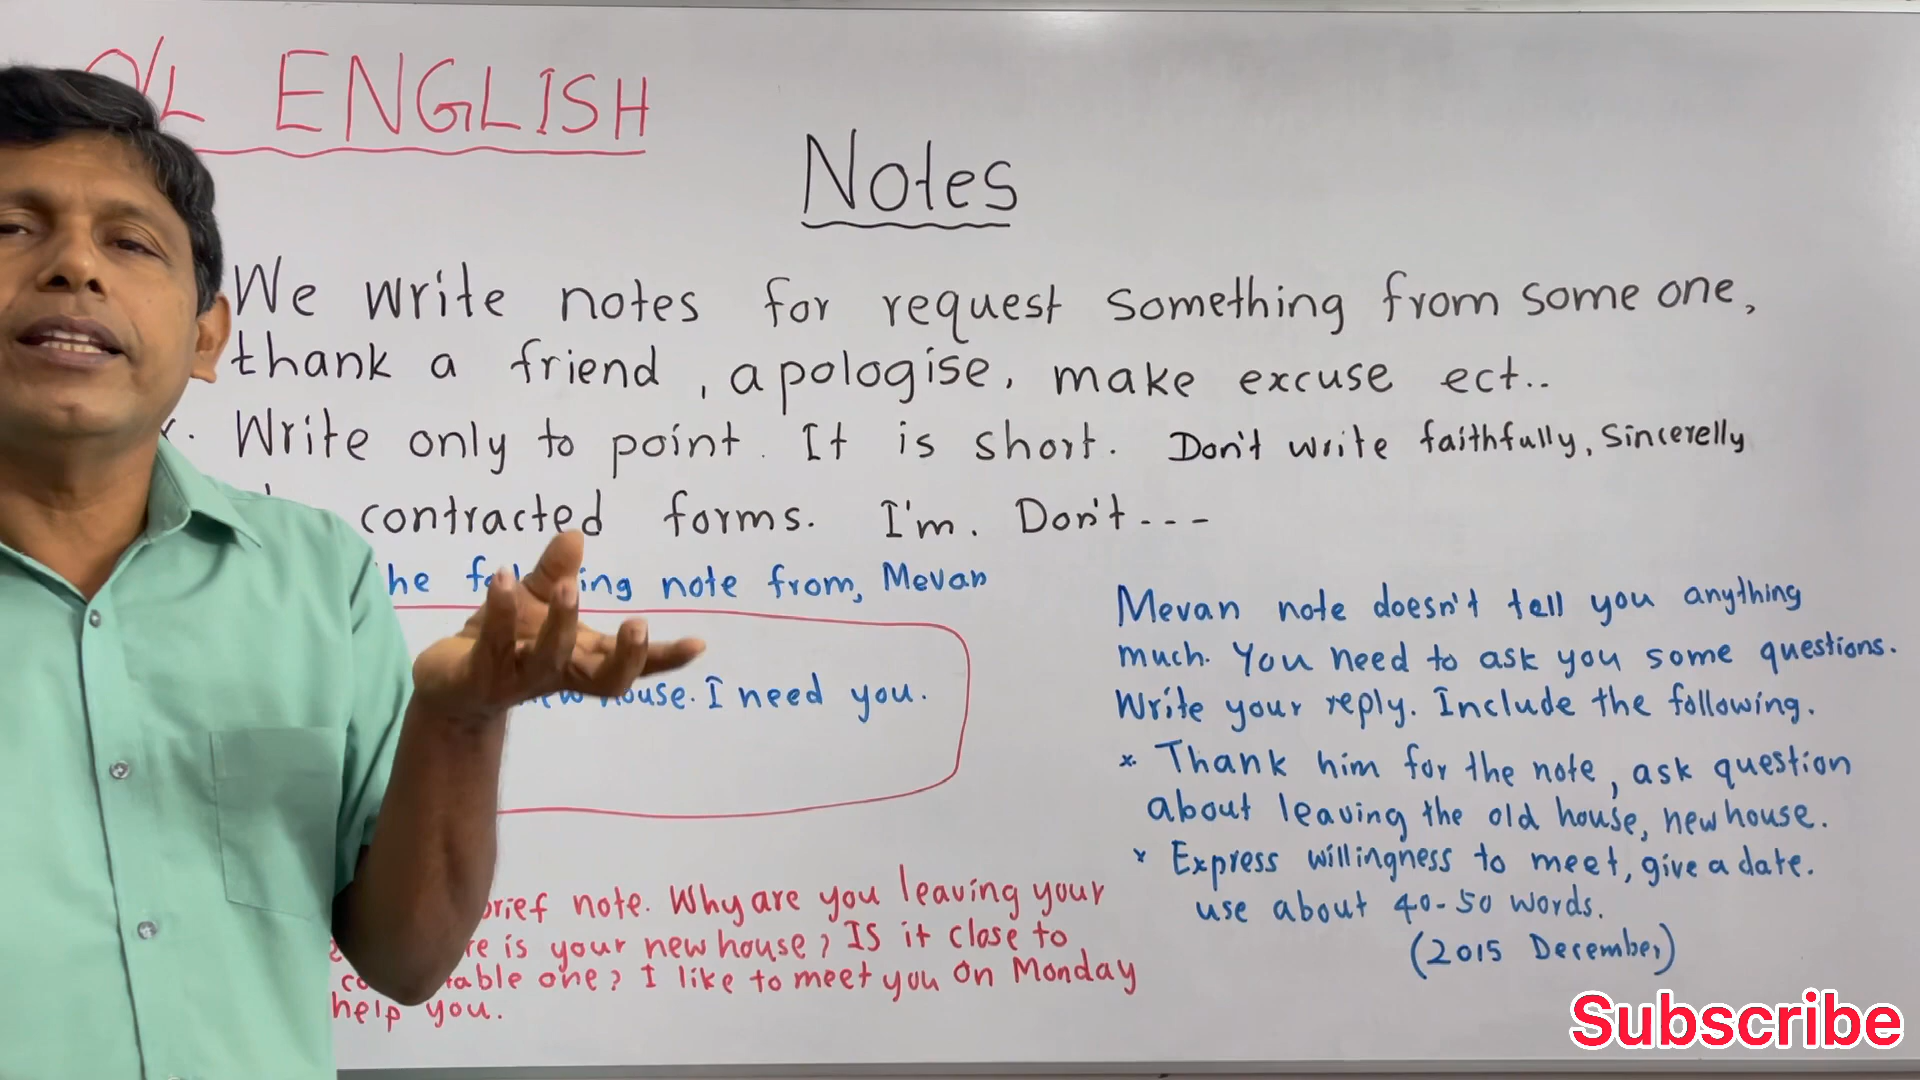 O/L ENGLISH
Notes
We write notes for request something from some one,
thank a friend, apologise, make excuse ect..
Write only to point. It is short. Don't write faithfully, Sincerelly
contracted forms. I'm. Don't---
note from, Mevan
house. I need you.
brief note. Why are you leaving your
is your new house? Is it close to
one? I like to meet you on Monday
help you.
Mevan note doesn't tell you anything
much. You need to ask you some questions.
Write your reply. Include the following.
* Thank him for the note, ask question
about leaving the old house, new house.
* Express willingness to meet, give a date.
use about 40-50 words.
(2015 December)
Subscribe